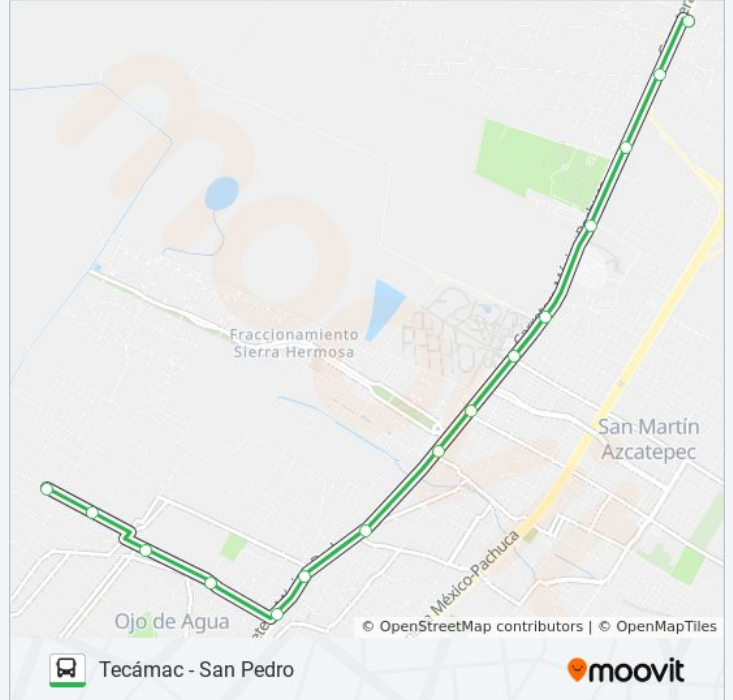 Fraccionamiento
Sierra Hermosa
San Martín
Azcatepec
México-Pachuca
Ojo de Agua
© OpenStreetMap contributors | © OpenMapTiles
Tecámac - San Pedro
moovit